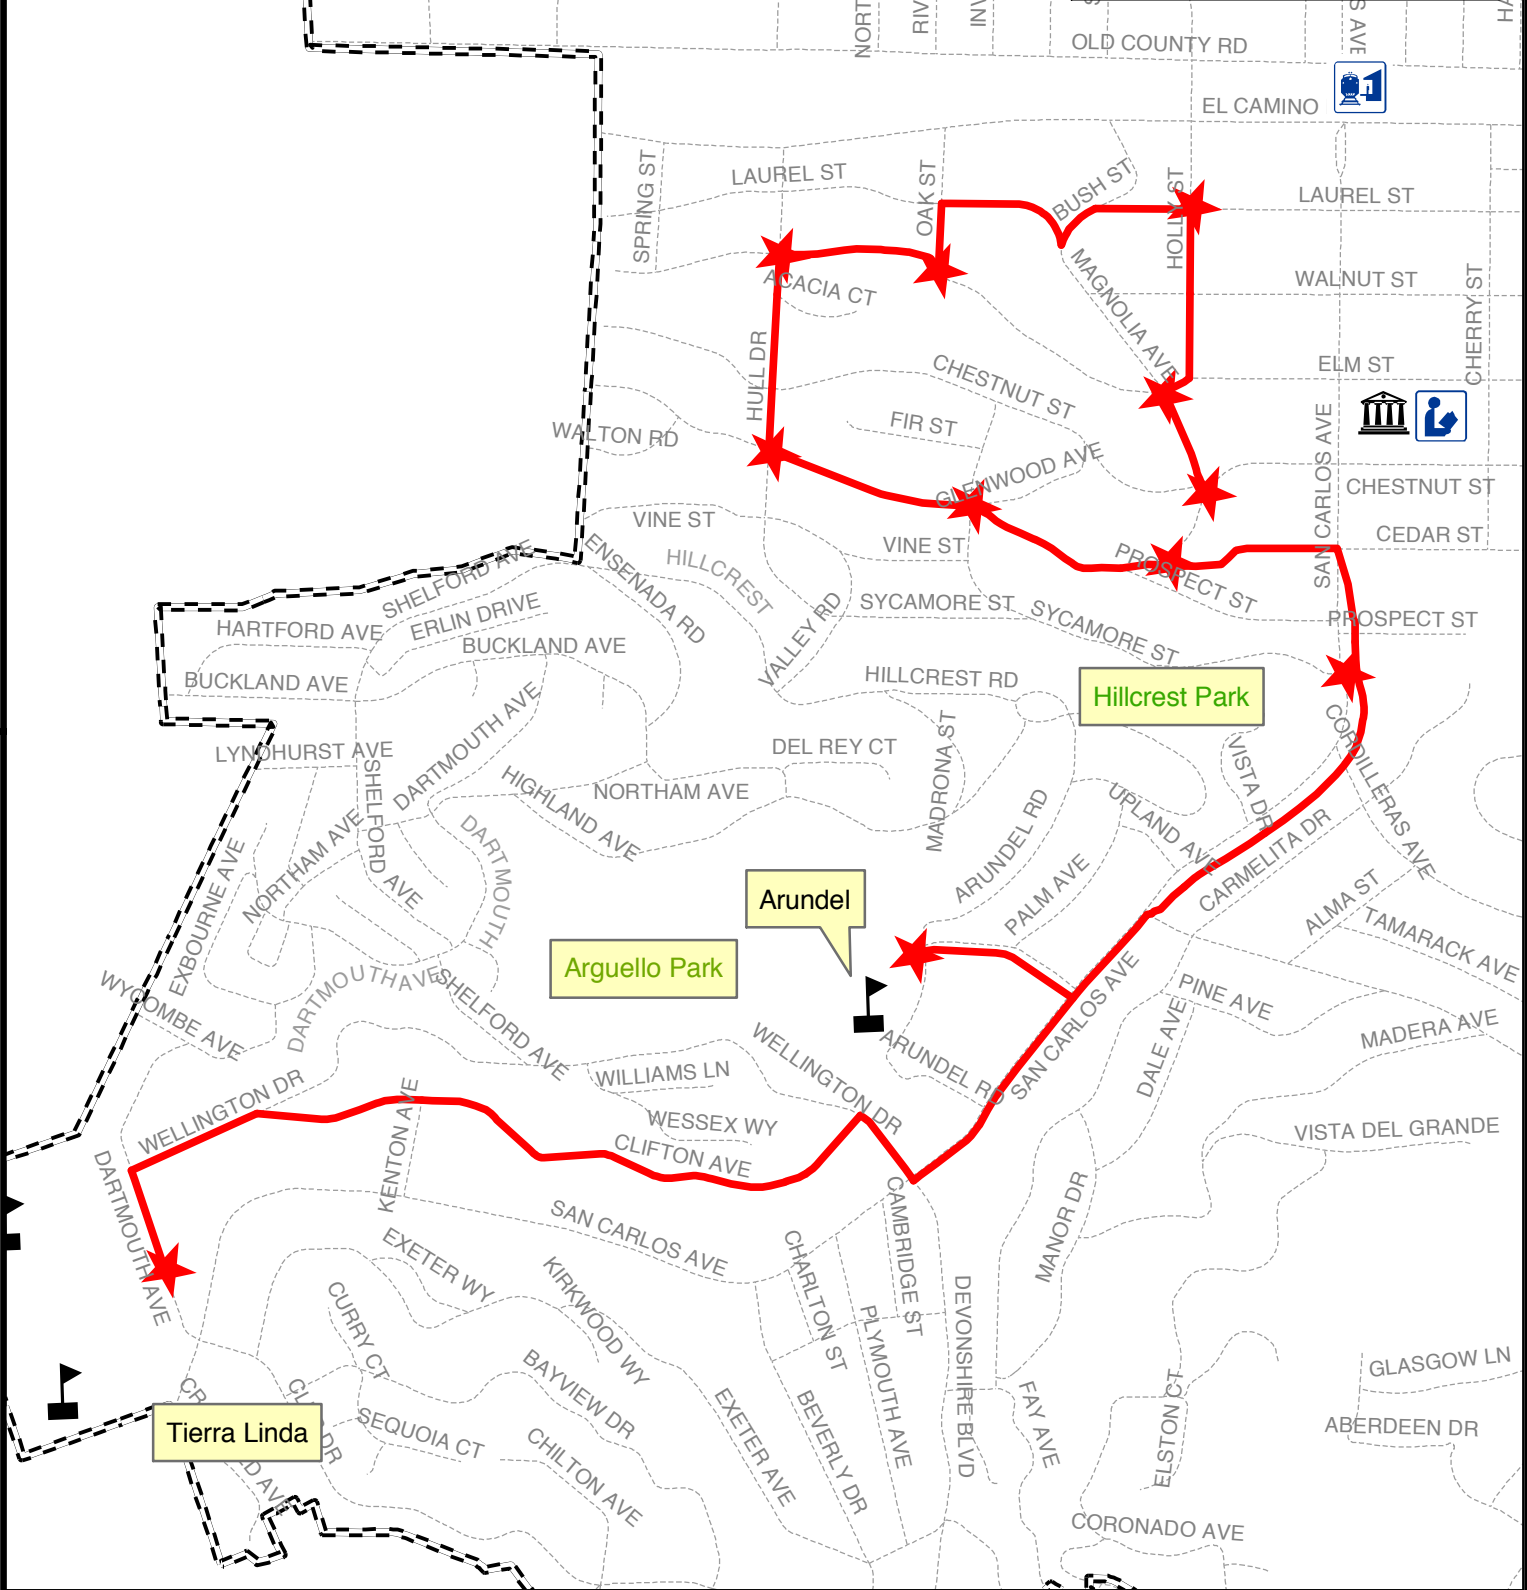 NORT
RIV
INV
S AVE
HA
OLD COUNTY RD
EL CAMINO
SPRING ST
LAUREL ST
OAK ST
BUSH ST
HOLLY ST
LAUREL ST
ACACIA CT
MAGNOLIA AVE
WALNUT ST
CHERRY ST
HULL DR
CHESTNUT ST
ELM ST
WALTON RD
FIR ST
GLENWOOD AVE
SAN CARLOS AVE
CHESTNUT ST
VINE ST
VINE ST
CEDAR ST
SHELFORD AVE
ENSENADA RD
HILLCREST
PROSPECT ST
HARTFORD AVE
ERLIN DRIVE
BUCKLAND AVE
VALLEY RD
SYCAMORE ST
SYCAMORE ST
PROSPECT ST
BUCKLAND AVE
HILLCREST RD
Hillcrest Park
DARTMOUTH AVE
LYNDHURST AVE
MADRONA ST
DEL REY CT
VISTA DR
CORDILLERAS AVE
SHELFORD AVE
HIGHLAND AVE
NORTHAM AVE
ARUNDEL RD
UPLAND AVE
CARMELITA DR
NORTHAM AVE
DARTMOUTH
EXBOURNE AVE
Arundel
PALM AVE
ALMA ST
TAMARACK AVE
Arguello Park
WYCOMBE AVE
DARTMOUTH AVE
SHELFORD AVE
SAN CARLOS AVE
PINE AVE
DALE AVE
MADERA AVE
WELLINGTON DR
WILLIAMS LN
WELLINGTON DR
ARUNDEL RD
WESSEX WY
CLIFTON AVE
VISTA DEL GRANDE
KENTON AVE
DARTMOUTH AVE
CAMBRIDGE ST
MANOR DR
SAN CARLOS AVE
EXETER WY
KIRKWOOD WY
CHARLTON ST
PLYMOUTH AVE
DEVONSHIRE BLVD
CURRY CT
BAYVIEW DR
GLASGOW LN
EXETER AVE
BEVERLY DR
FAY AVE
ELSTON CT
ABERDEEN DR
CR
CL
Tierra Linda
DR
D AVE
SEQUOIA CT
CHILTON AVE
CORONADO AVE